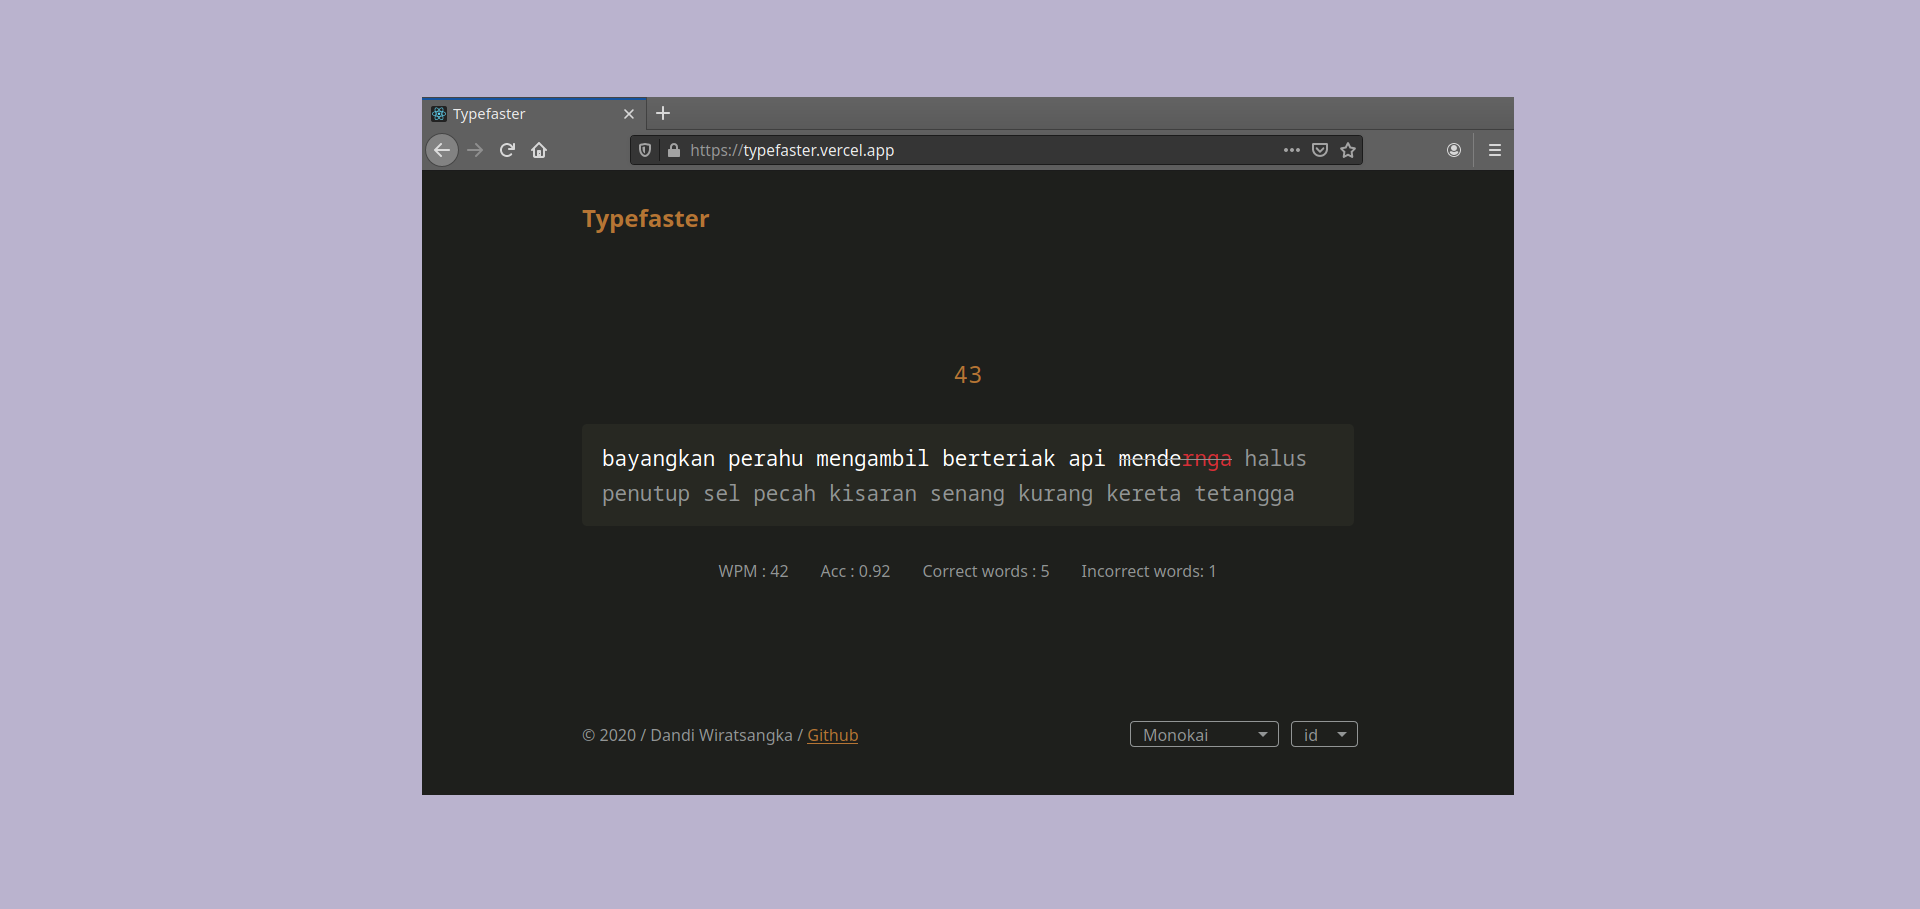 Typefaster
https://typefaster.vercel.app
Typefaster
43
bayangkan perahu mengambil berteriak api mendernga halus
penutup sel pecah kisaran senang kurang kereta tetangga
WPM : 42 Acc : 0.92 Correct words : 5 Incorrect words: 1
© 2020 / Dandi Wiratsangka / Github
Monokai id